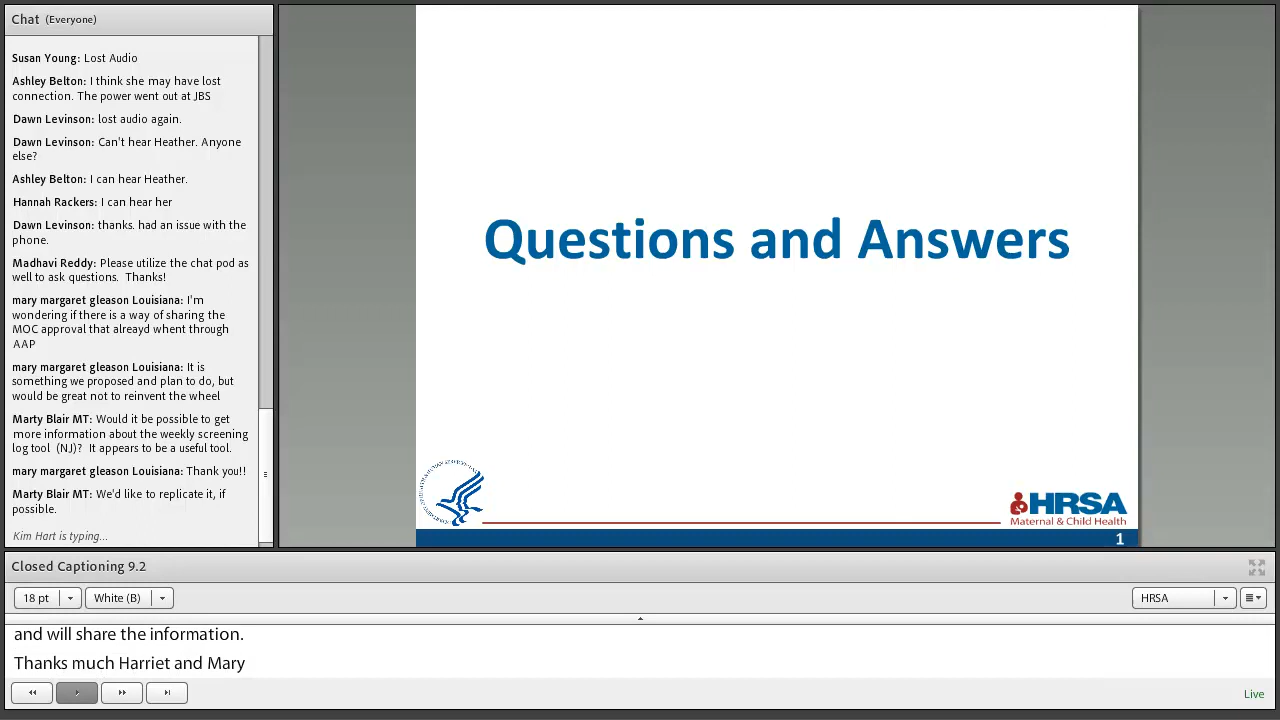 Chat (Everyone)
Susan Young: Lost Audio
Ashley Belton: I think she may have lost
connection. The power went out at JBS
Dawn Levinson: lost audio again.
Dawn Levinson: Can't hear Heather. Anyone
else?
Ashley Belton: I can hear Heather.
Hannah Rackers: I can hear her
Dawn Levinson: thanks. had an issue with the
phone.
Madhavi Reddy: Please utilize the chat pod as
well to ask questions. Thanks!
mary margaret gleason Louisiana: I'm
wondering if there is a way of sharing the
MOC approval that alreayd whent through
AAP
mary margaret gleason Louisiana: It is
something we proposed and plan to do, but
would be great not to reinvent the wheel
Marty Blair MT: Would it be possible to get
more information about the weekly screening
log tool (NJ)? It appears to be a useful tool.
mary margaret gleason Louisiana: Thank you!!
Marty Blair MT: We'd like to replicate it, if
possible.
Kim Hart is typing...
Questions and Answers
HRSA
Maternal & Child Health
1
Closed Captioning 9.2
18 pt
White (B)
HRSA
and will share the information.
Thanks much Harriet and Mary
Live